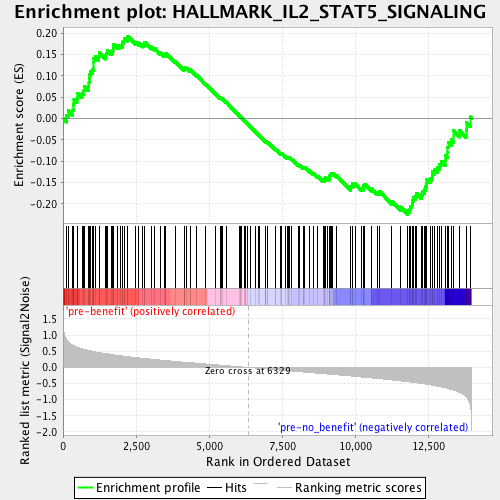 Enrichment plot: HALLMARK_IL2_STAT5_SIGNALING
Enrichment score (ES)
0.20
0.15
0.10
0.05
0.00
-0.05
-0.10
-0.15
-0.20
'pre-benefit' (positively correlated)
Ranked list metric (Signal2Noise)
1.5
1.0
0.5
0.0
-0.5
-1.0
-1.5
-2.0
Zero cross at 6329
'pre-no_benefit' (negatively correlated)
0 2,500 5,000 7,500 10,000 12,500
Rank in Ordered Dataset
Enrichment profile Hits Ranking metric scores